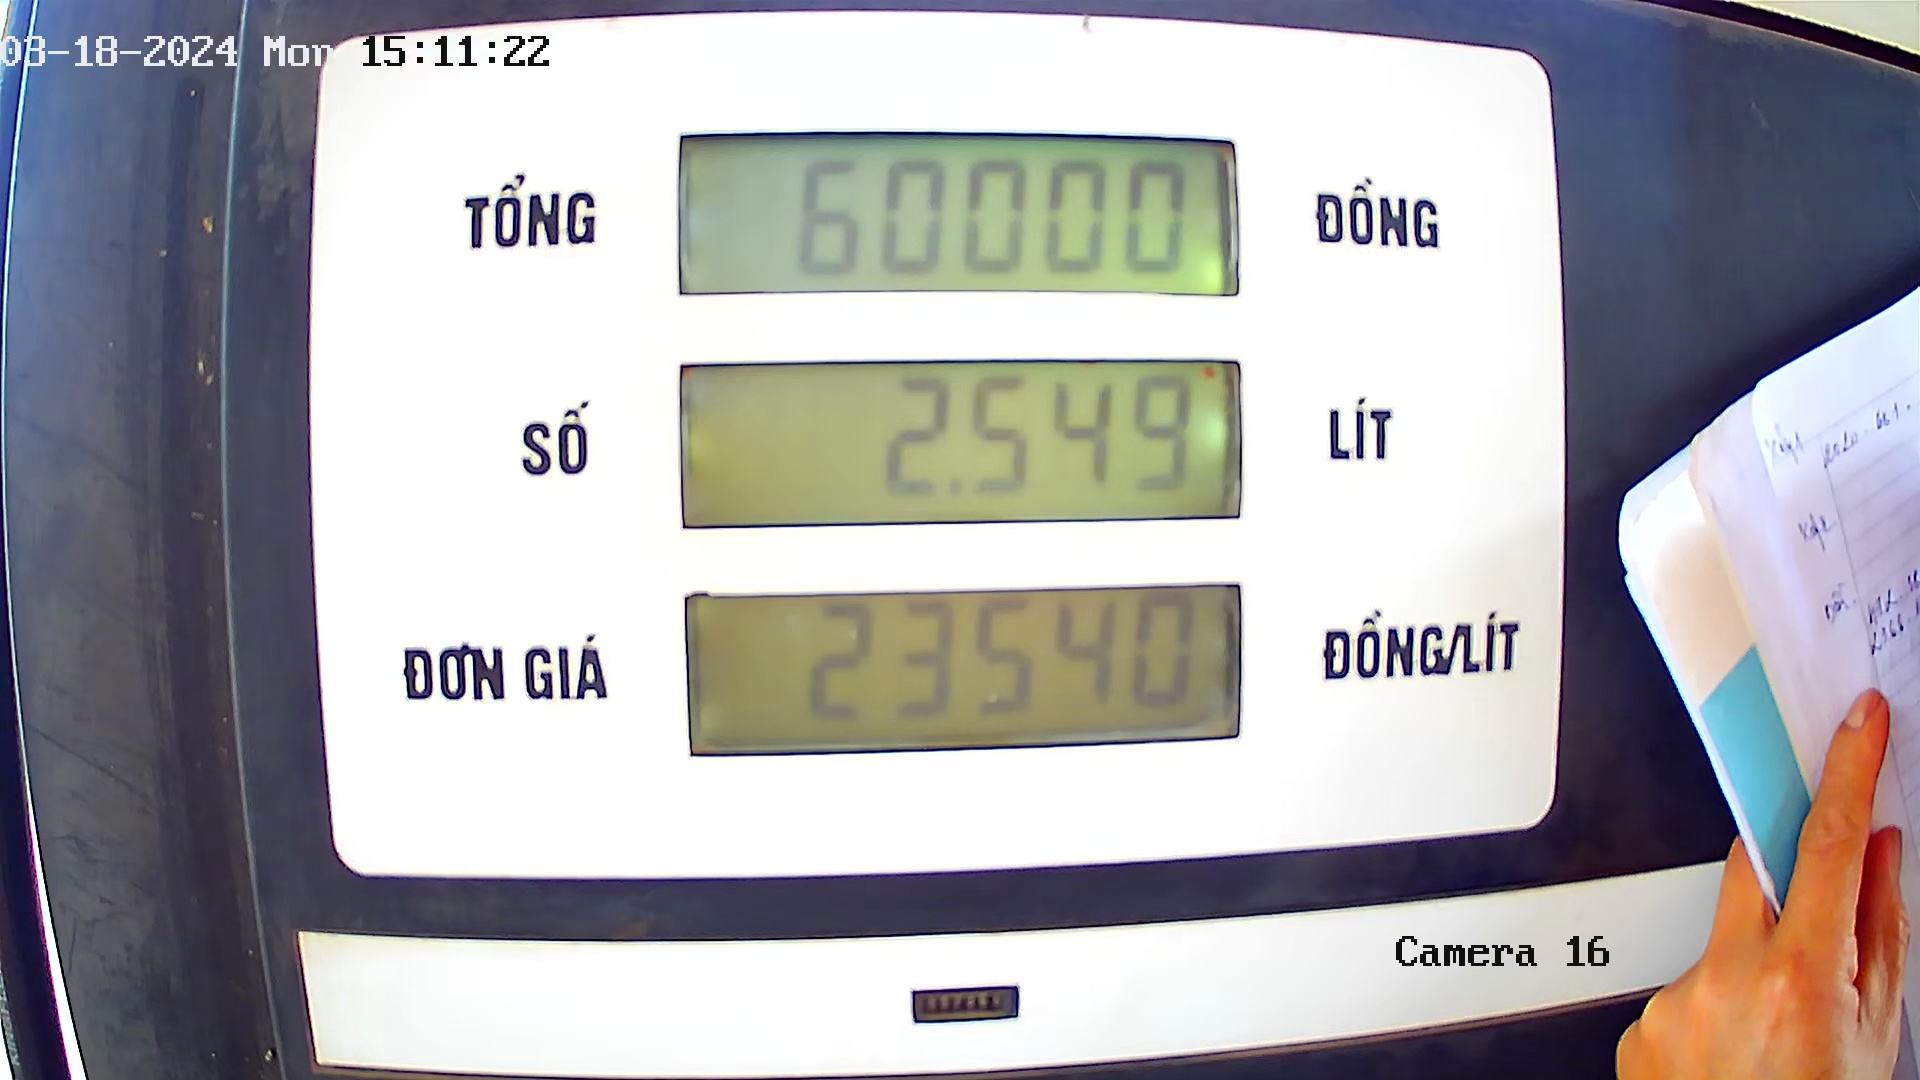 03-18-2024 Mon 15:11:22
TỔNG 60000 ĐỒNG
SỐ 2.549 LÍT
ĐƠN GIÁ 23540 ĐỒNG/LÍT
Camera 16